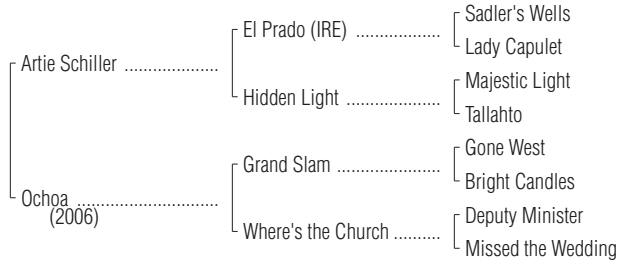 Sadler's Wells
El Prado (IRE) ..................
Lady Capulet
Artie Schiller ....................
Majestic Light
Hidden Light ....................
Tallahto
Gone West
Grand Slam ......................
Bright Candles
Ochoa ..............................
(2006)
Deputy Minister
Where's the Church ..........
Missed the Wedding